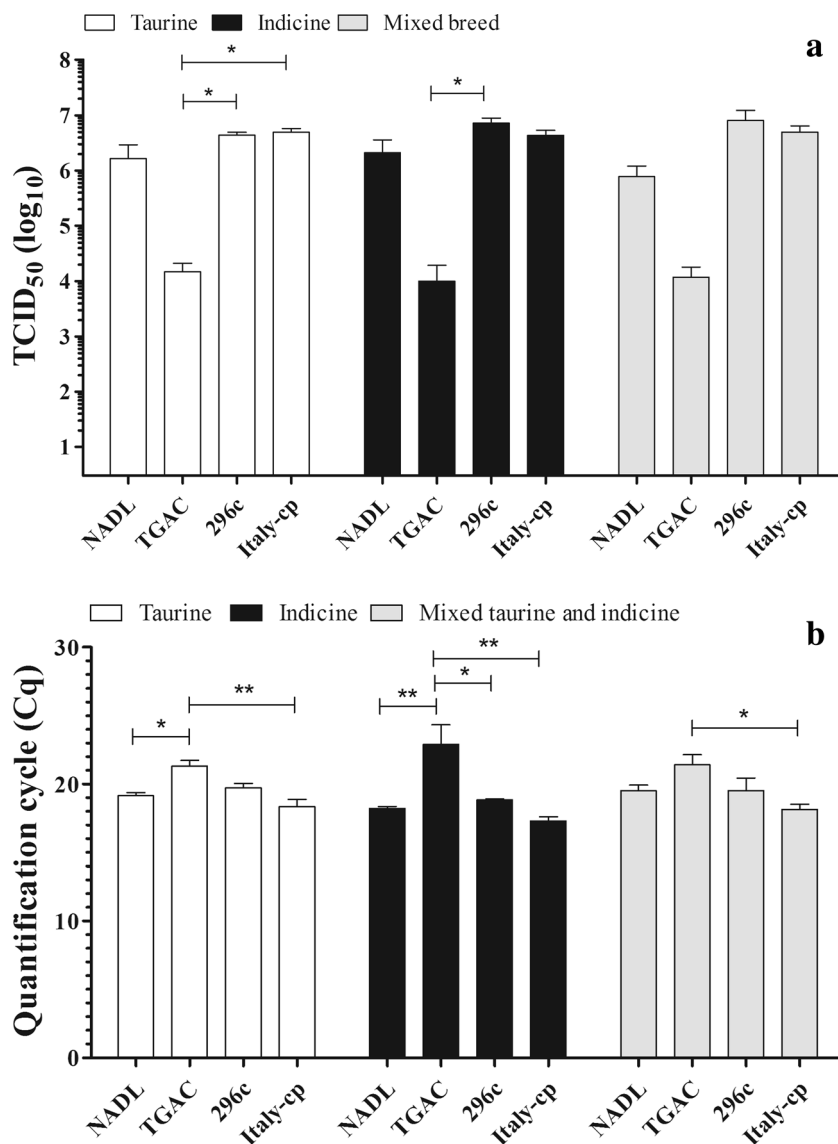 Taurine Indicine Mixed breed
a
TCID50 (log10)
8
7
6
5
4
3
2
1
*
*
*
NADL TGAC 296c Italy-cp NADL TGAC 296c Italy-cp NADL TGAC 296c Italy-cp
Taurine Indicine Mixed taurine and indicine
b
Quantification cycle (Cq)
30
20
10
0
*
**
**
*
**
*
NADL TGAC 296c Italy-cp NADL TGAC 296c Italy-cp NADL TGAC 296c Italy-cp